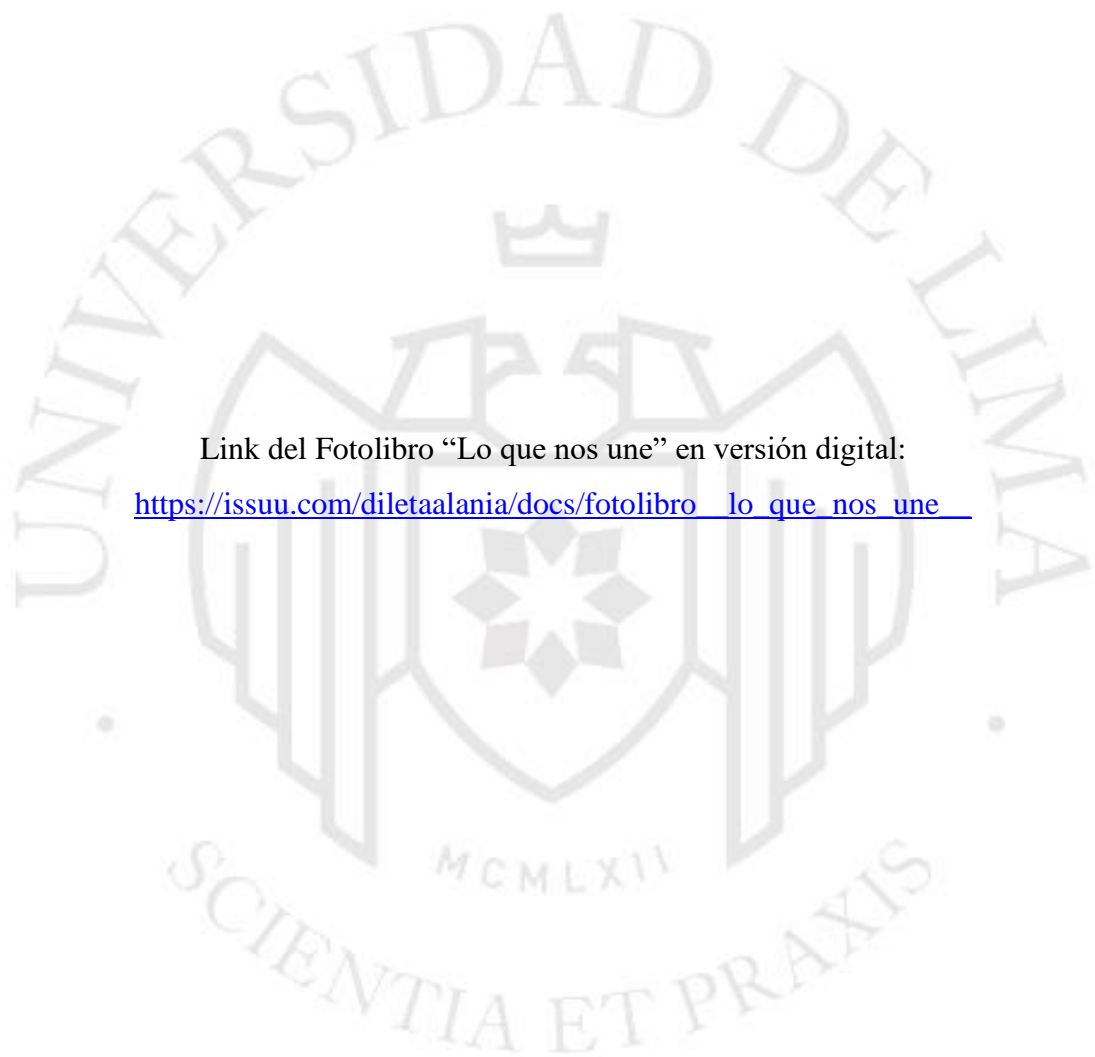 UNIVERSIDAD DE LIMA
Link del Fotolibro “Lo que nos une” en versión digital:
https://issuu.com/diletaalania/docs/fotolibro__lo_que_nos_une__
MCMLXII
SCIENTIA ET PRAXIS